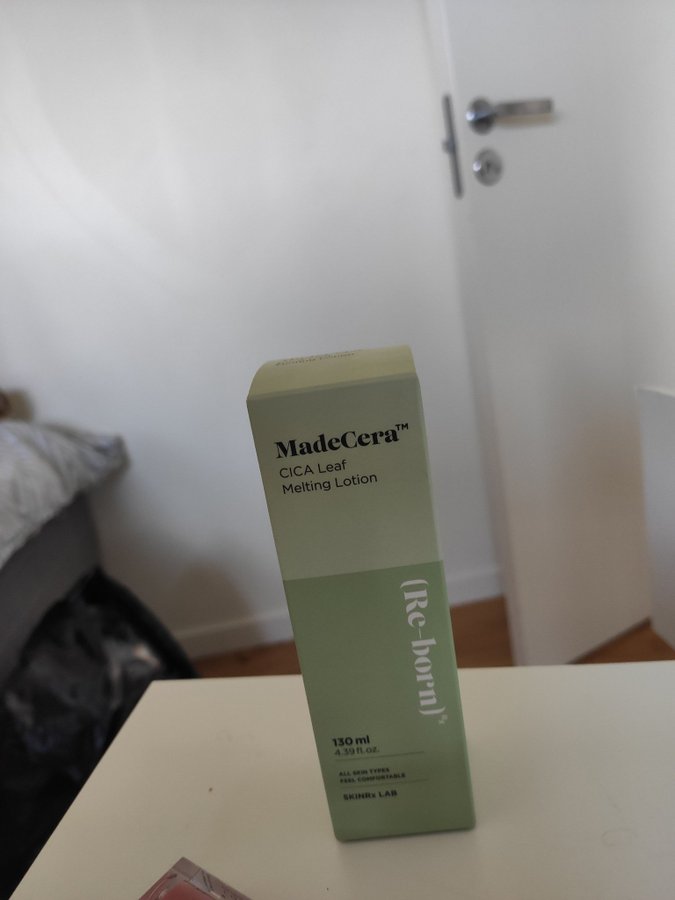 MadeCera™
CICA Leaf
Melting Lotion
(Re-born)
130 ml
4.39 fl.oz.
ALL SKIN TYPES
FEEL COMFORTABLE
SKINRx LAB